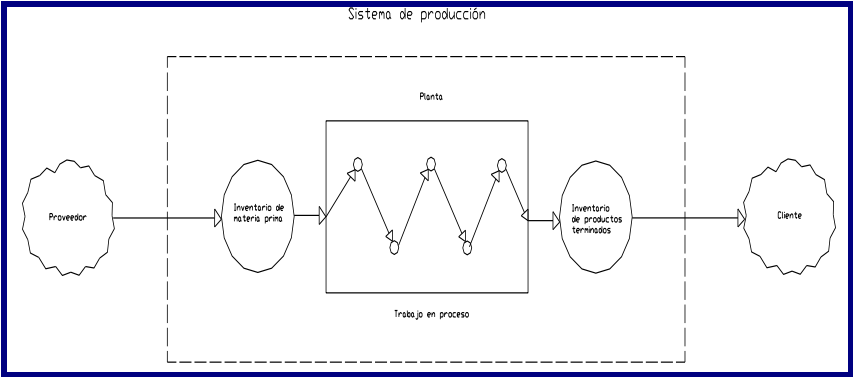 Sistema de producción
Planta
Proveedor
Inventario de
materia prima
Inventario
de productos
terminados
Cliente
Trabajo en proceso